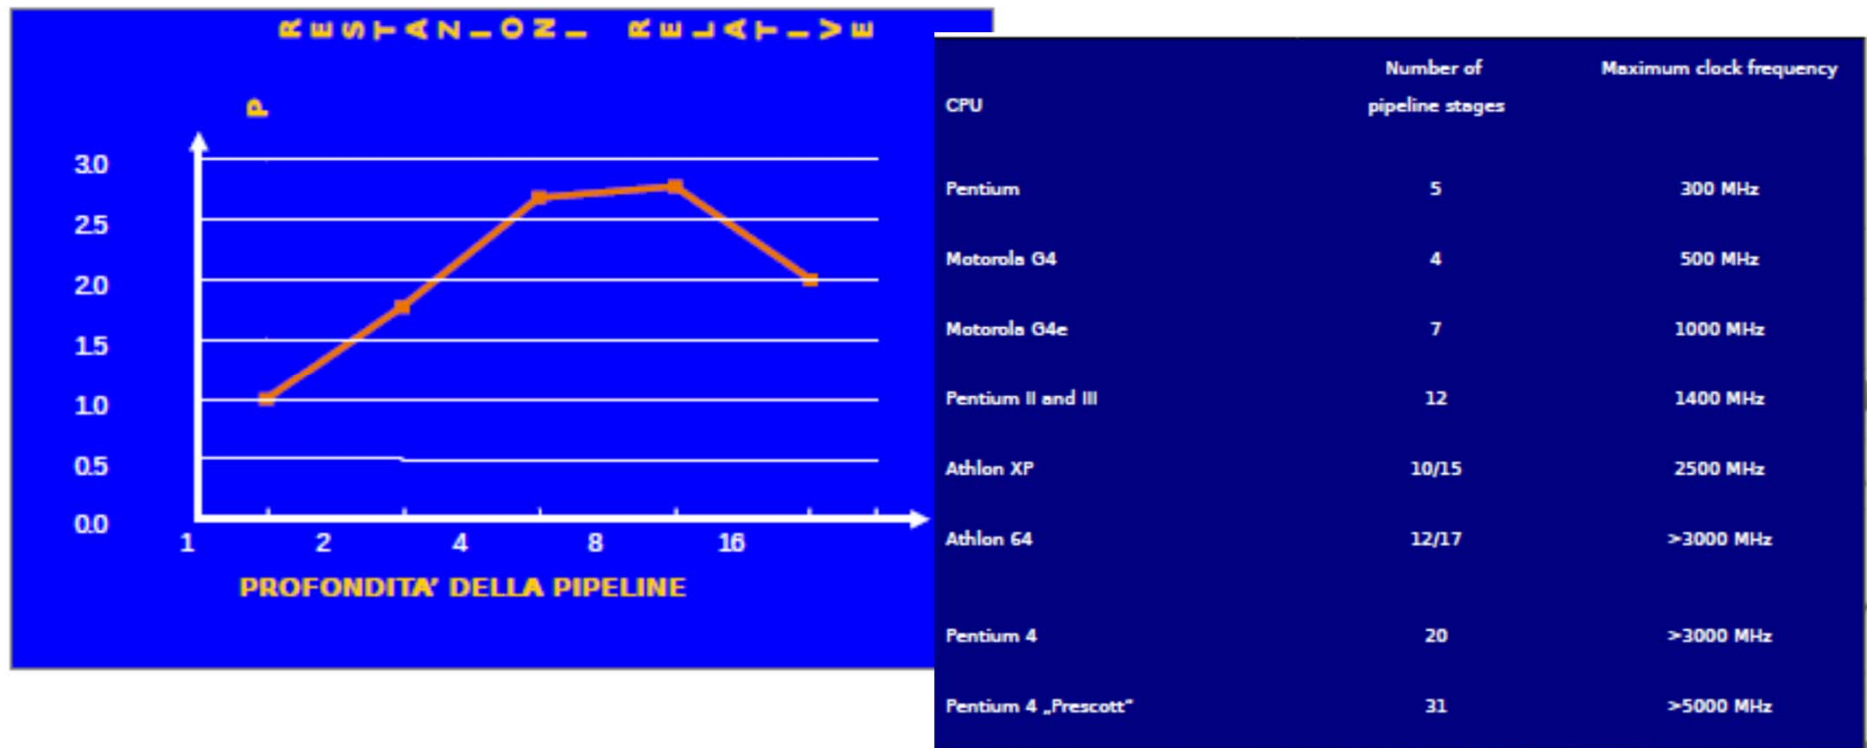 PRESTAZIONI RELATIVE
3.0
2.5
2.0
1.5
1.0
0.5
0.0
1 2 4 8 16
PROFONDITA’ DELLA PIPELINE
CPU Number of pipeline stages Maximum clock frequency
Pentium 5 300 MHz
Motorola G4 4 500 MHz
Motorola G4e 7 1000 MHz
Pentium II and III 12 1400 MHz
Athlon XP 10/15 2500 MHz
Athlon 64 12/17 >3000 MHz
Pentium 4 20 >3000 MHz
Pentium 4 „Prescott“ 31 >5000 MHz